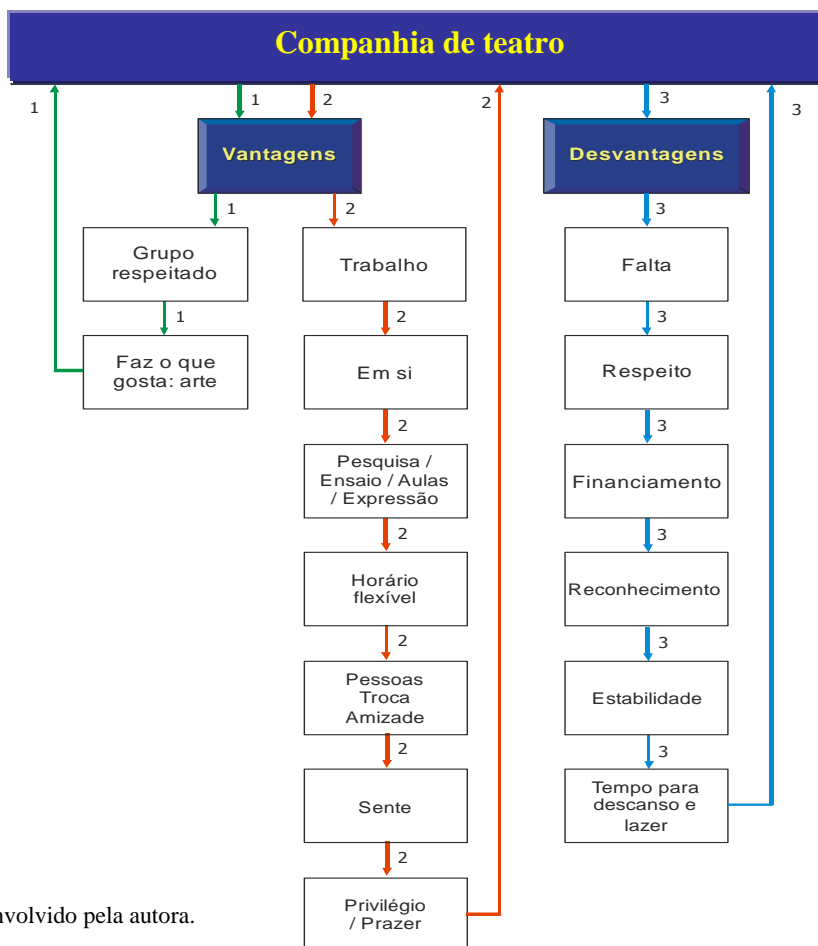 Companhia de teatro
1
1
2
2
3
3
Vantagens
Desvantagens
1
2
3
Grupo
respeitado
Trabalho
Falta
1
2
3
Faz o que
gosta: arte
Em si
Respeito
2
3
Pesquisa /
Ensaio / Aulas
/ Expressão
Financiamento
2
3
Horário
flexível
Reconhecimento
2
3
Pessoas
Troca
Amizade
Estabilidade
2
3
Sente
Tempo para
descanso e
lazer
2
Privilégio
/ Prazer
nvolvido pela autora.